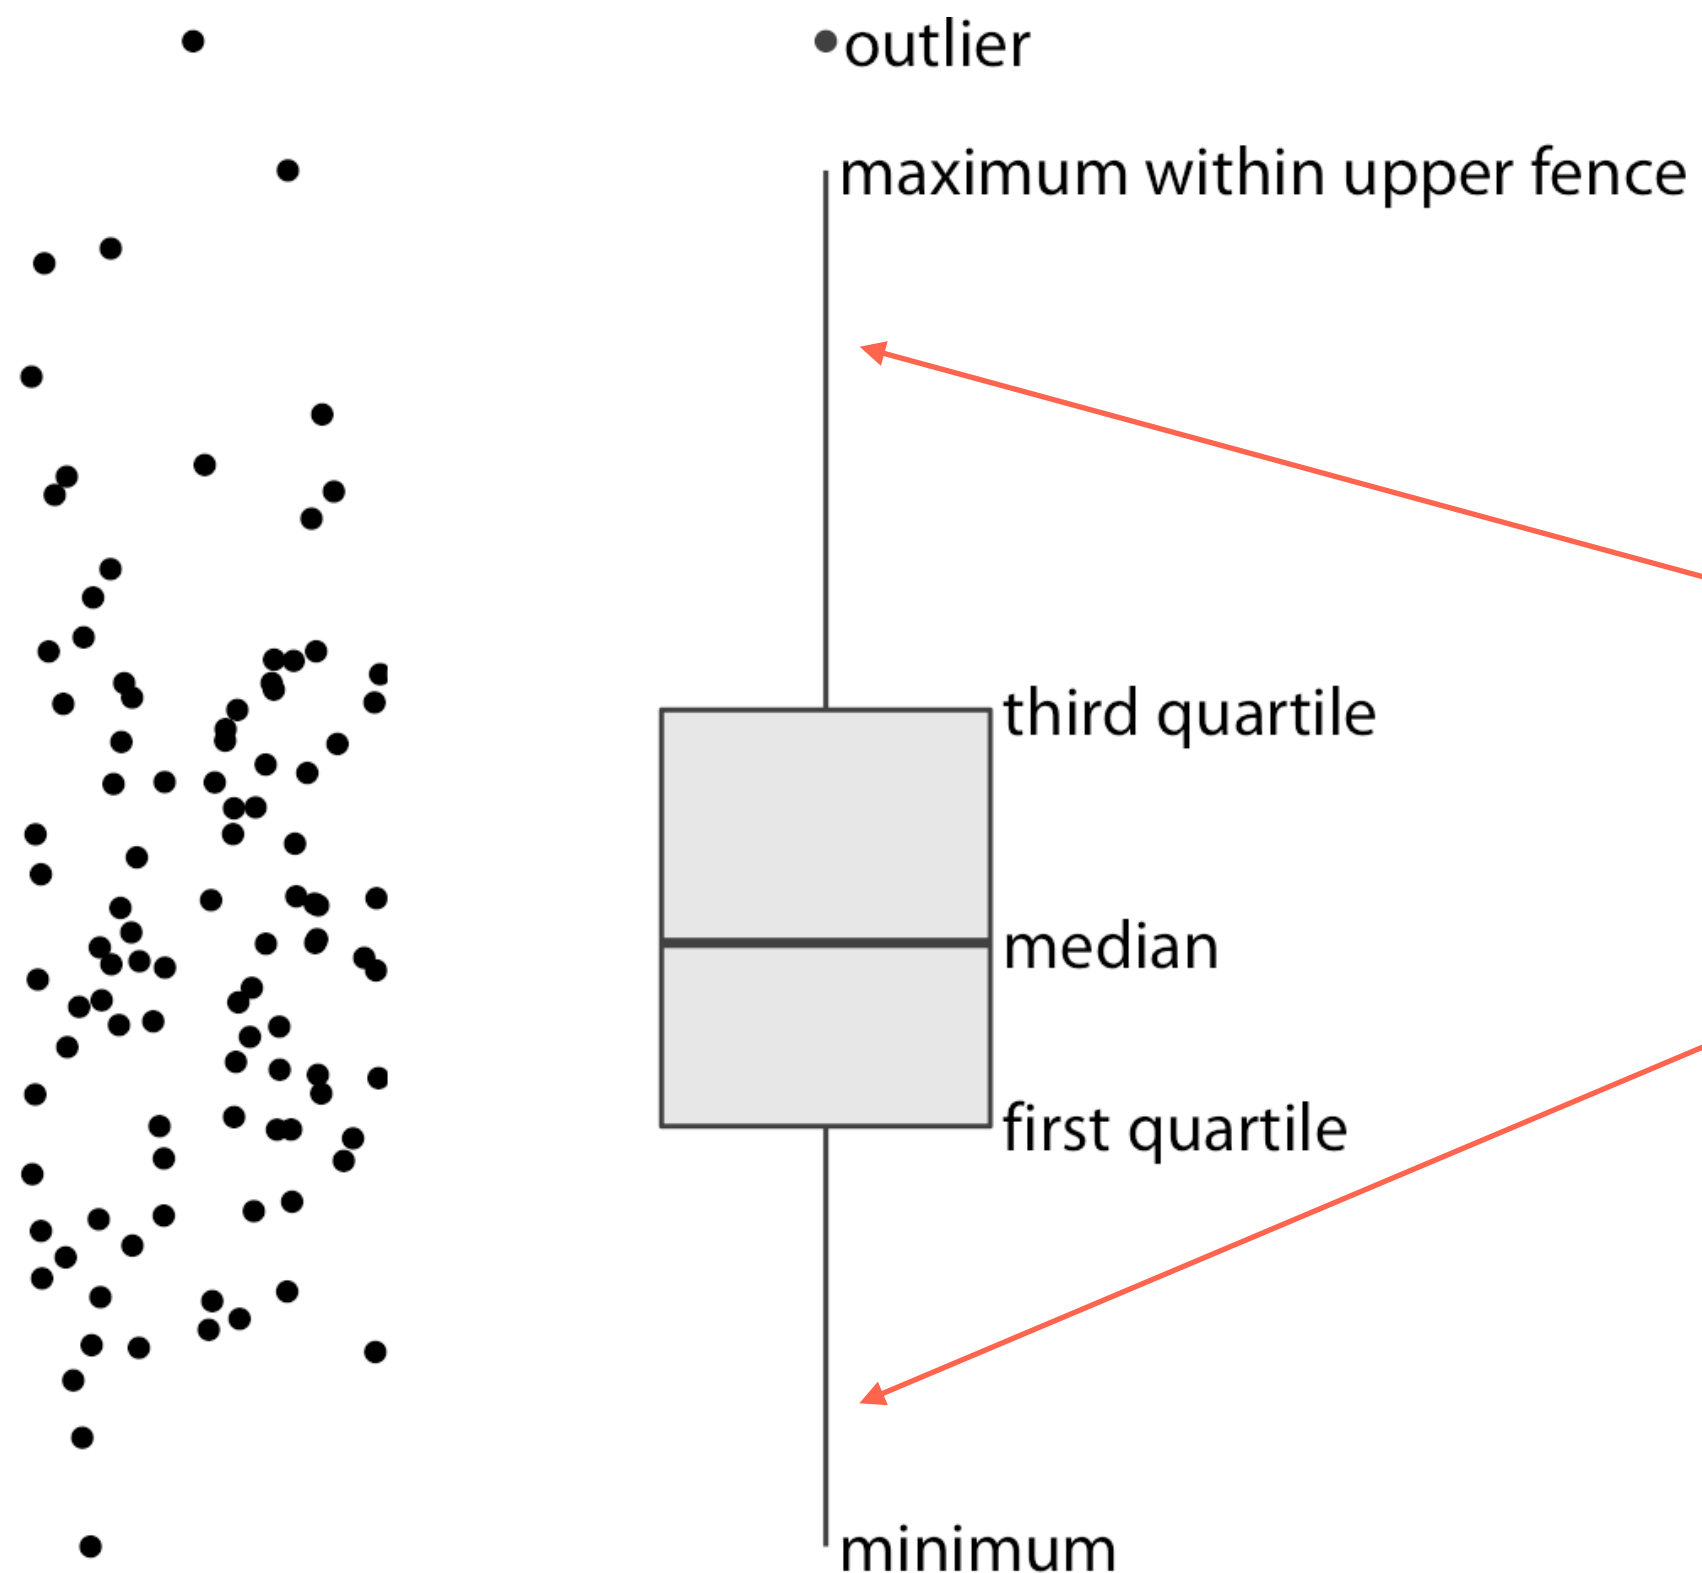 outlier
maximum within upper fence
third quartile
median
first quartile
minimum